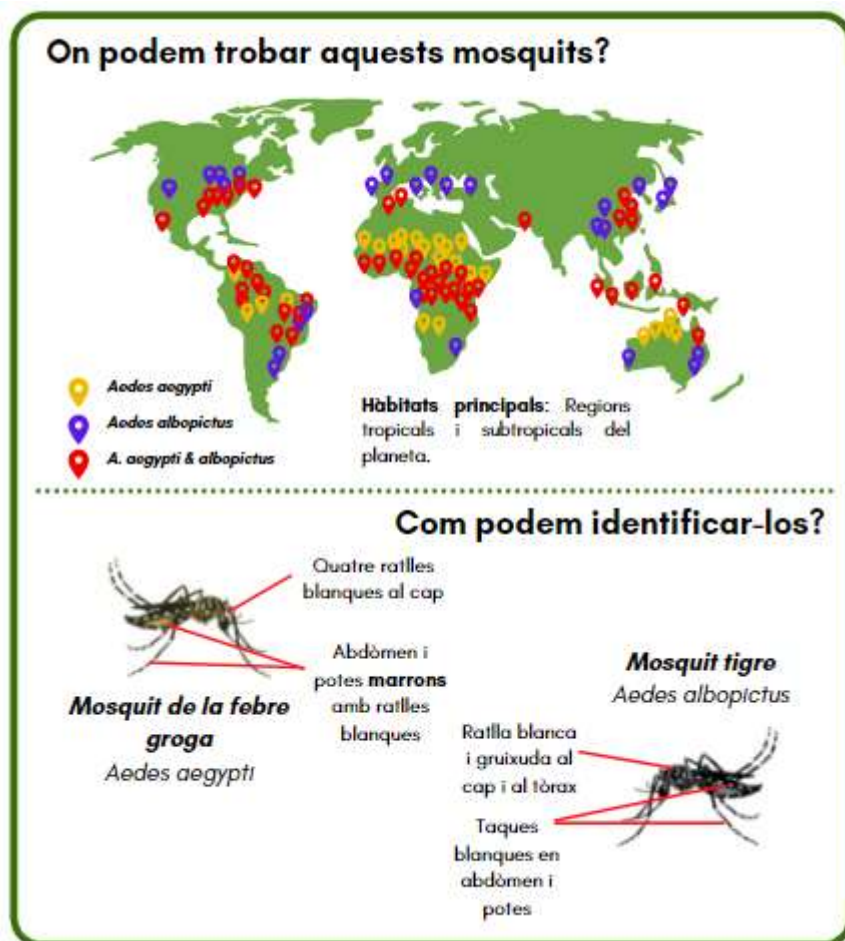 On podem trobar aquests mosquits?
Aedes aegypti
Aedes albopictus
A. aegypti & albopictus
Hàbitats principals: Regions
tropicals i subtropicals del
planeta.
Com podem identificar-los?
Quatre ratlles
blanques al cap
Abdòmen i
potes marrons
amb ratlles
blanques
Mosquit de la febre
groga
Aedes aegypti
Mosquit tigre
Aedes albopictus
Ratlla blanca
i gruixuda al
cap i al tòrax
Taques
blanques en
abdòmen i
potes